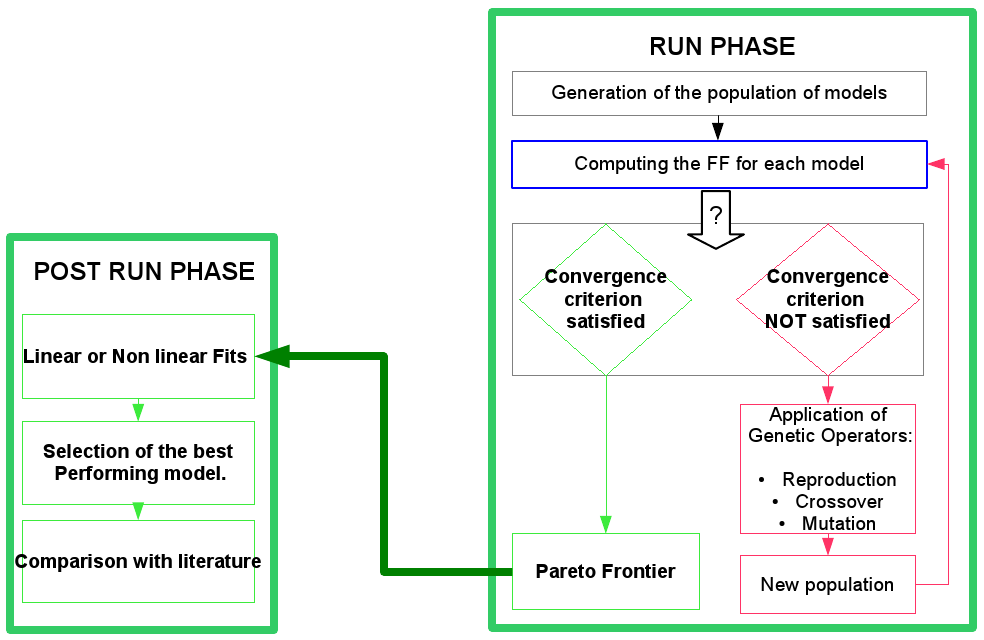 RUN PHASE
Generation of the population of models
Computing the FF for each model
?
Convergence
criterion
satisfied
Convergence
criterion
NOT satisfied
Application of
Genetic Operators:
• Reproduction
• Crossover
• Mutation
New population
Pareto Frontier
POST RUN PHASE
Linear or Non linear Fits
Selection of the best
Performing model.
Comparison with literature